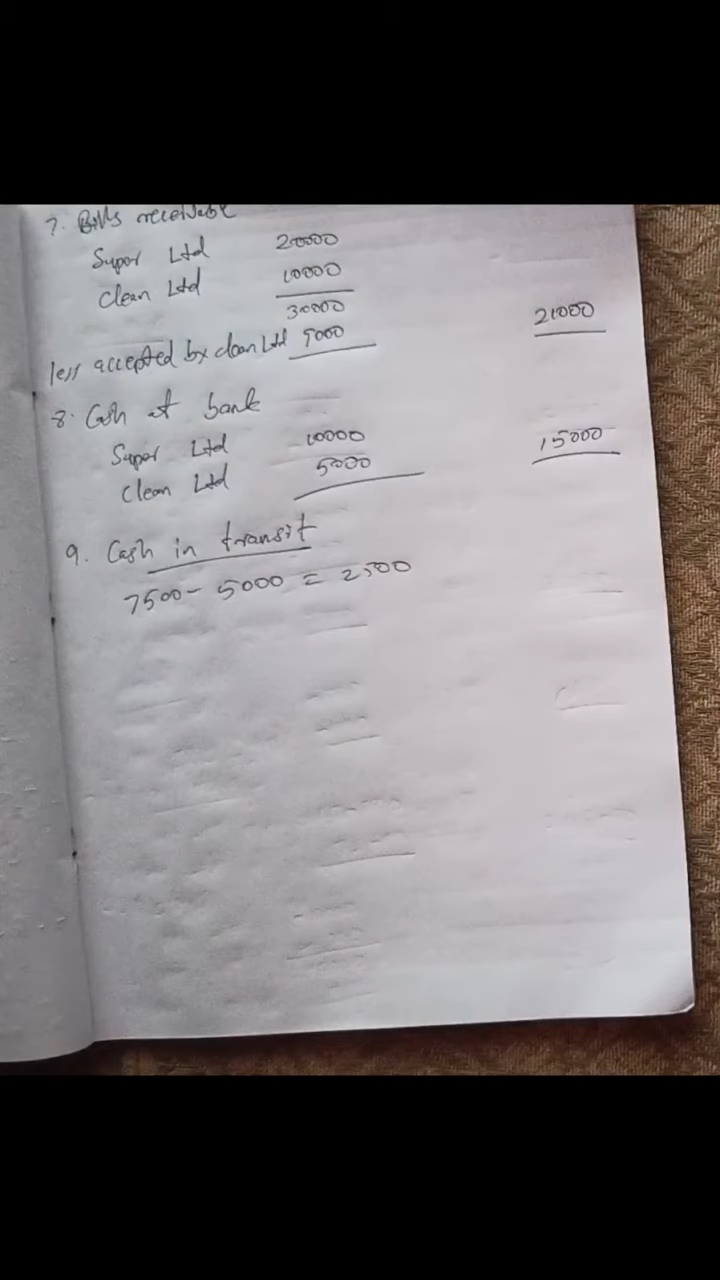 7. Bills receivable
Super Ltd 20000
Clean Ltd 10000
30000
less accepted by clean Ltd 9000 21000
8. Cash at bank
Super Ltd 10000
Clean Ltd 5000 15000
9. Cash in transit
7500 - 5000 = 2500